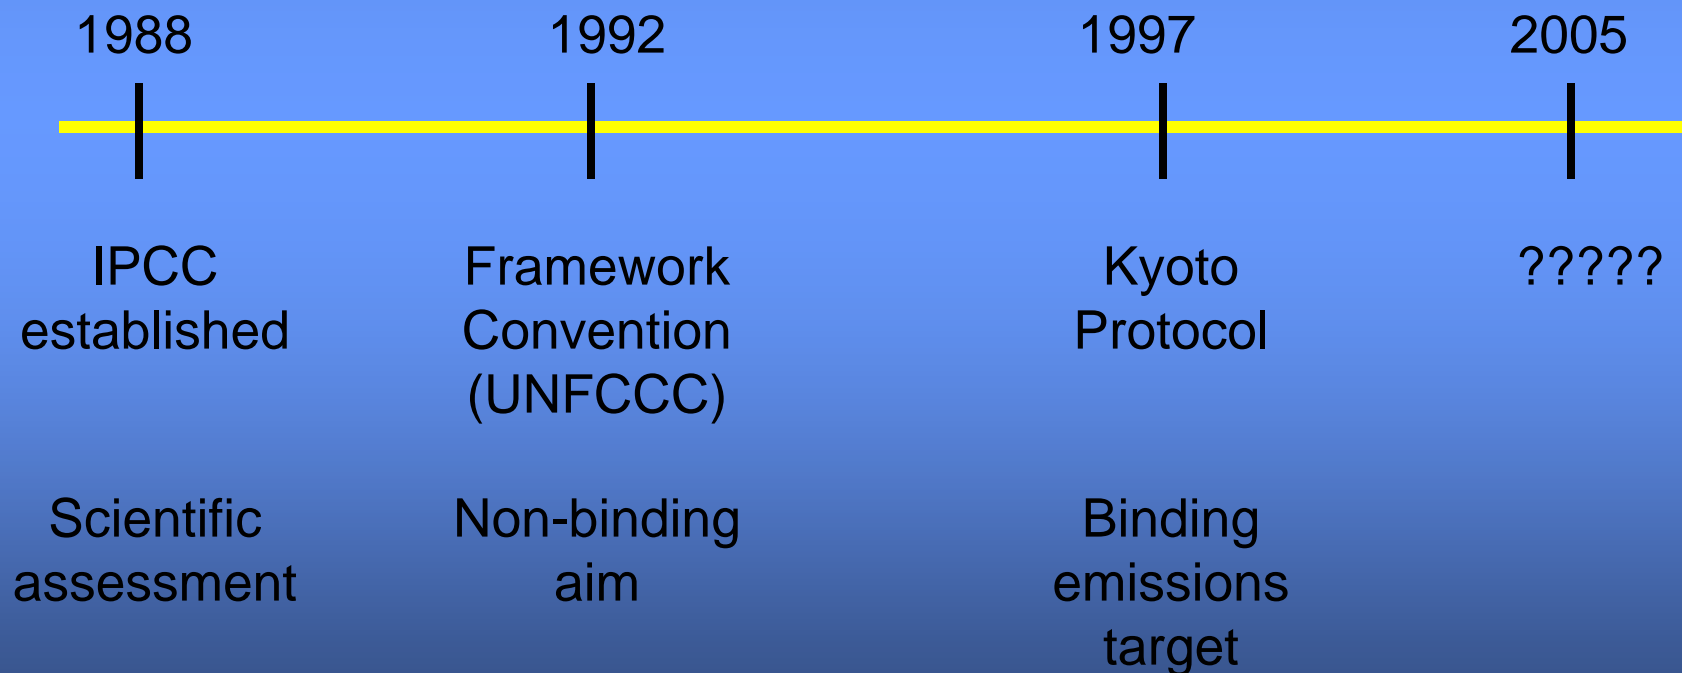 1988 1992 1997 2005
IPCC
established
Framework
Convention
(UNFCCC)
Kyoto
Protocol
?????
Scientific
assessment
Non-binding
aim
Binding
emissions
target